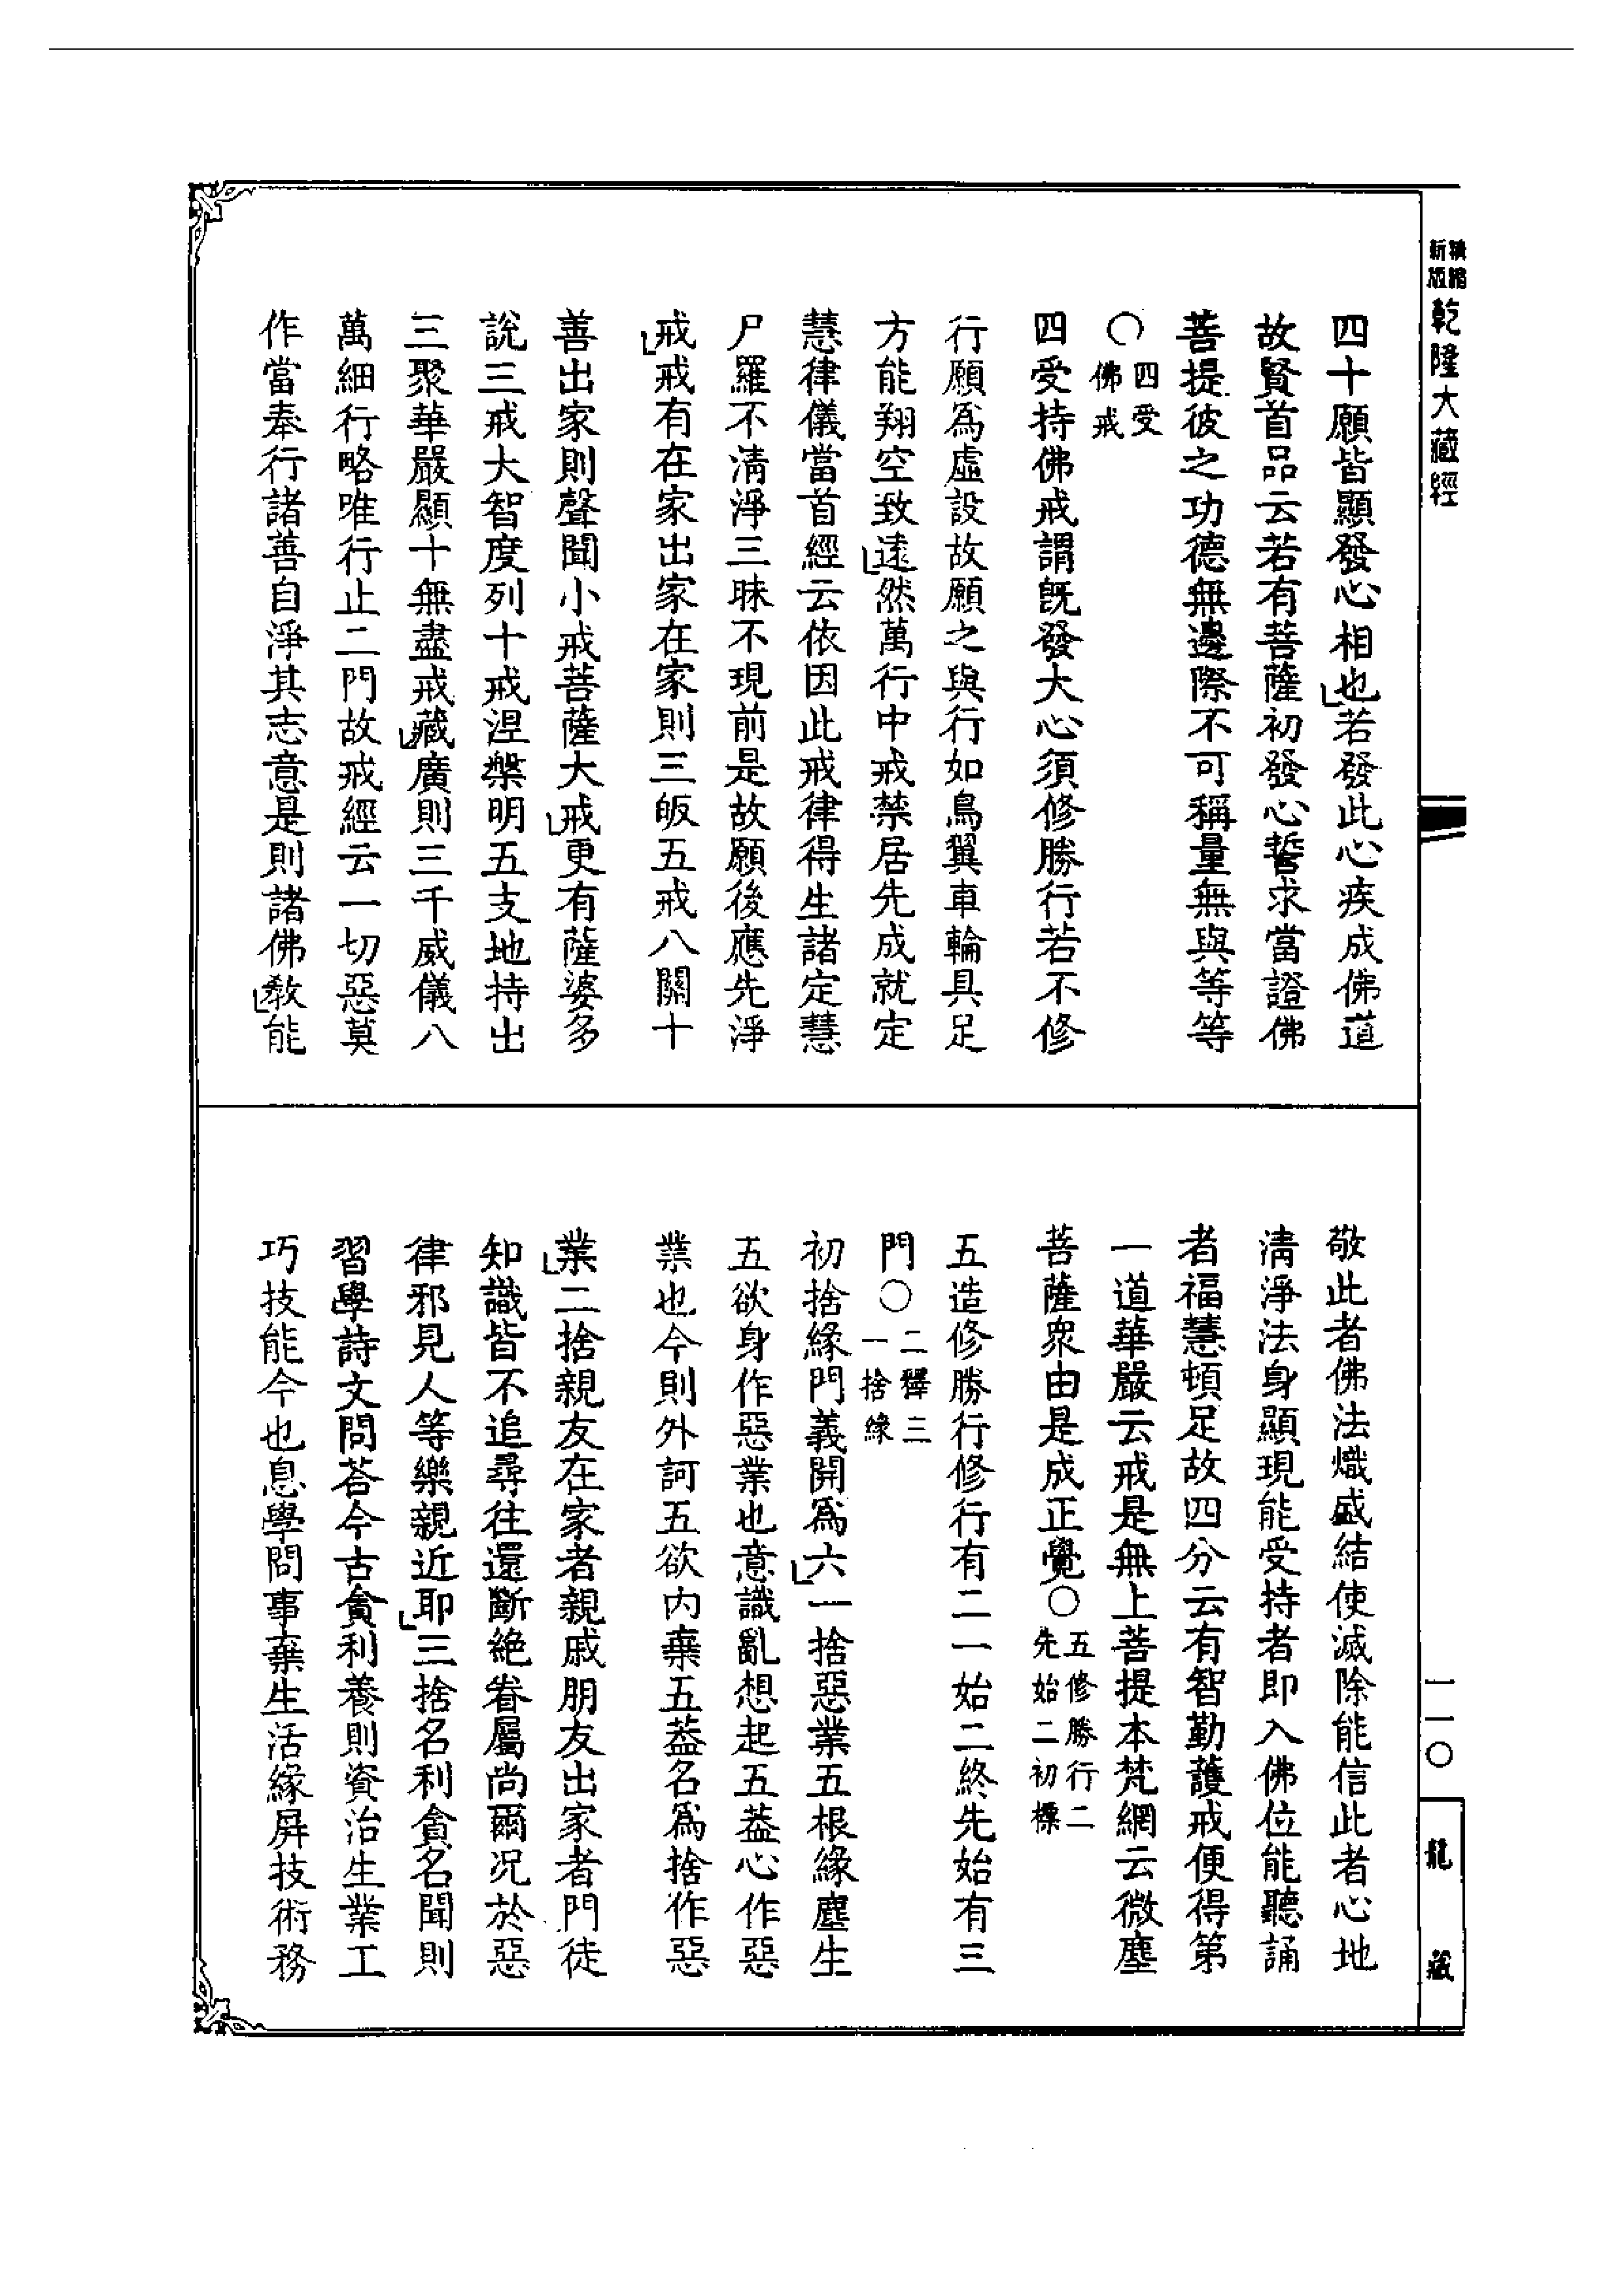 精縮
新版
乾隆大藏經
四十願皆顯發心相也若發此心疾成佛道
故賢首品云若有菩薩初發心誓求當證佛
菩提彼之功德無邊際不可稱量無與等等
〇四受
佛戒
四受持佛戒謂旣發大心須修勝行若不修
行願爲虛設故願之與行如鳥翼車輪具足
方能翔空致遠然萬行中戒禁居先成就定
慧律儀當首經云依因此戒律得生諸定慧
尸羅不淸淨三昧不現前是故願後應先淨
戒戒有在家出家在家則三皈五戒八關十
善出家則聲聞小戒菩薩大戒更有薩婆多
說三戒大智度列十戒涅槃明五支地持出
三聚華嚴顯十無盡戒藏廣則三千威儀八
萬細行略唯行止二門故戒經云一切惡莫
作當奉行諸善自淨其志意是則諸佛敎能
敬此者佛法熾盛結使滅除能信此者心地
淸淨法身顯現能受持者即入佛位能聽誦
者福慧頓足故四分云有智勤護戒便得第
一道華嚴云戒是無上菩提本梵網云微塵
菩薩衆由是成正覺〇五修勝行二
先始二初標
五造修勝行修行有二一始二終先始有三
門〇二釋三
一捨緣
初捨緣門義開爲六一捨惡業五根緣塵生
五欲身作惡業也意識亂想起五葢心作惡
業也今則外訶五欲內棄五葢名爲捨作惡
業二捨親友在家者親戚朋友出家者門徒
知識皆不追尋往還斷絶眷屬尚爾况於惡
律邪見人等樂親近耶三捨名利貪名聞則
習學詩文問荅今古貪利養則資治生業工
巧技能今也息學問事棄生活緣屏技術務
一一〇
龍藏